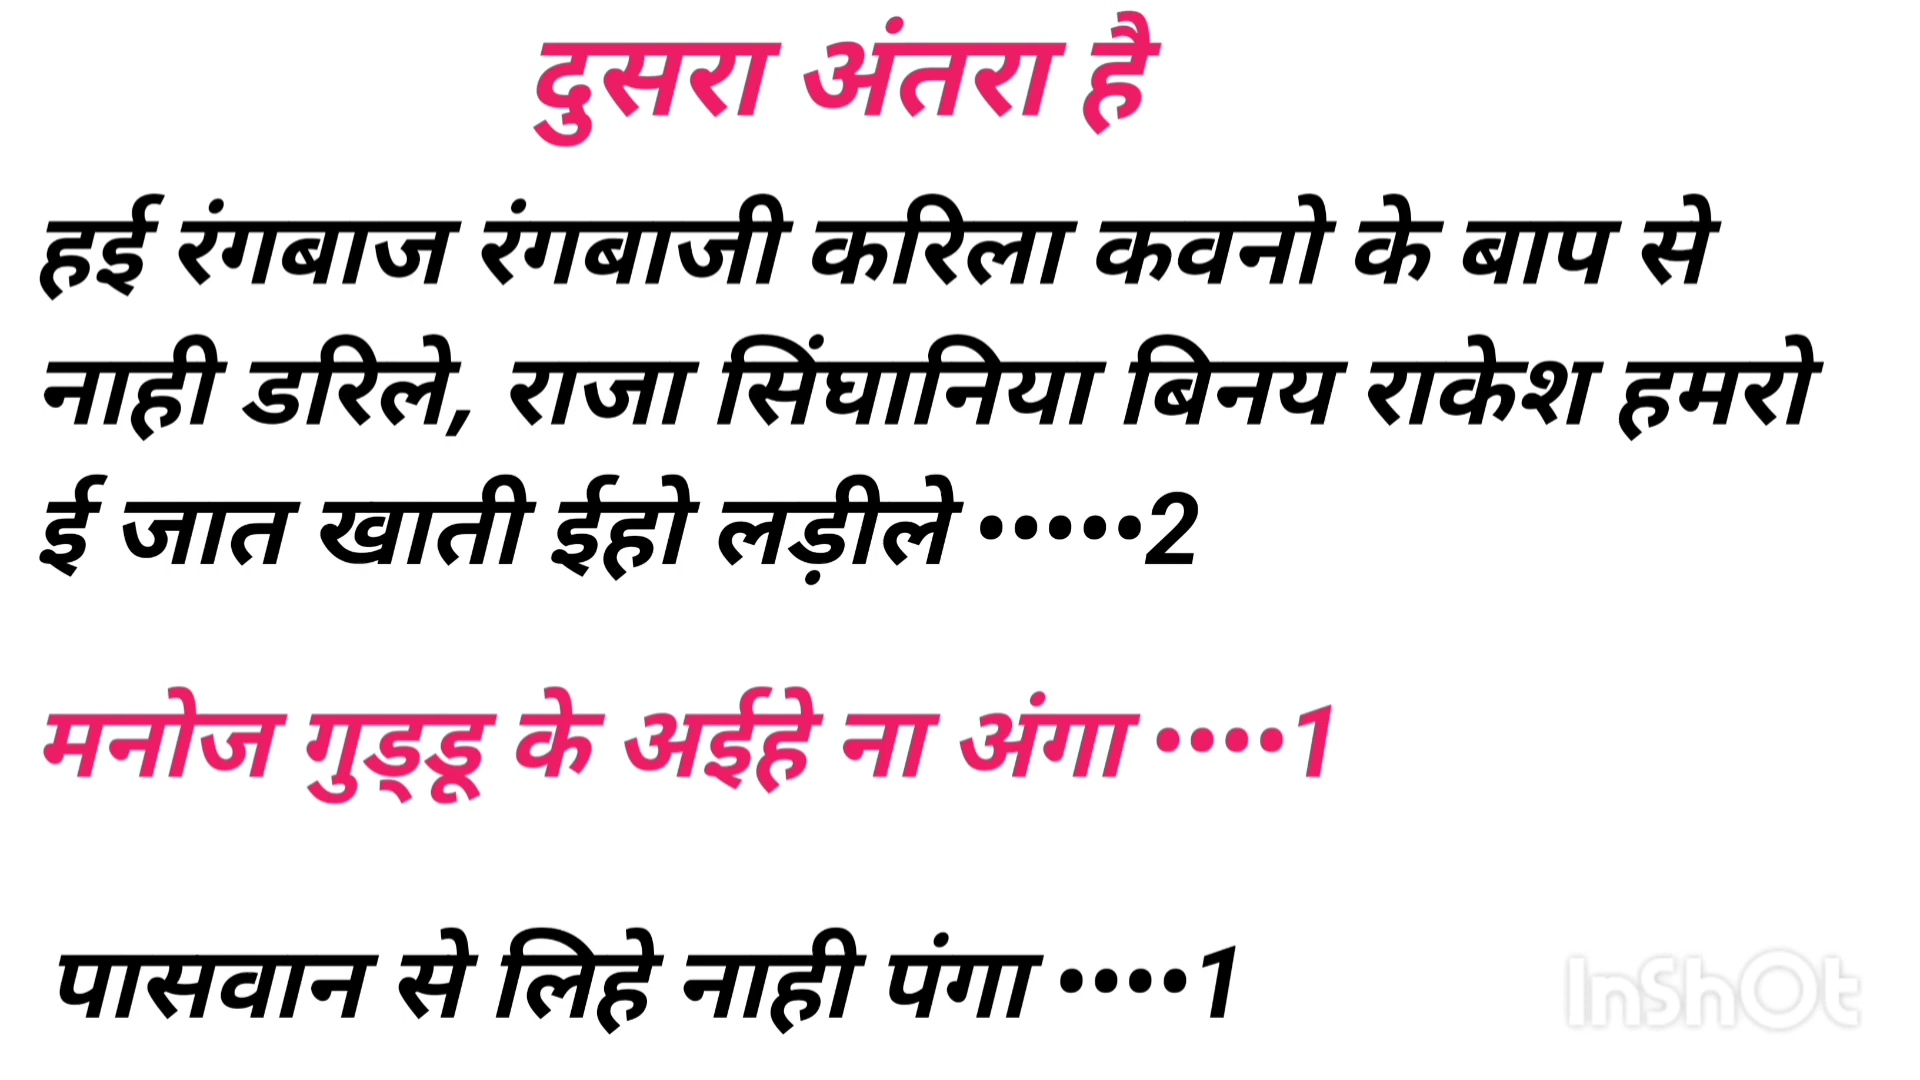 दुसरा अंतरा है
हई रंगबाज रंगबाजी करिला कवनो के बाप से
नाही डरिले, राजा सिंघानिया बिनय राकेश हमरो
ई जात खाती ईहो लड़ीले •••••2
मनोज गुड्डू के अईहे ना अंगा ••••1
पासवान से लिहे नाही पंगा ••••1
InShOt